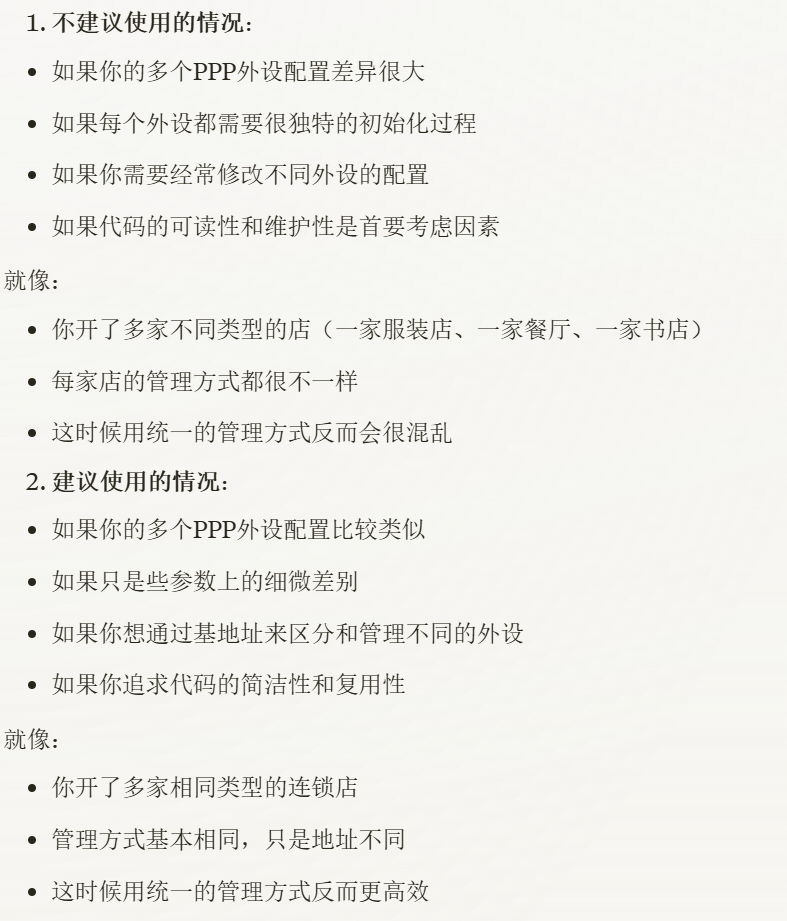 1. 不建议使用的情况：
• 如果你的多个PPP外设配置差异很大
• 如果每个外设都需要很独特的初始化过程
• 如果你需要经常修改不同外设的配置
• 如果代码的可读性和维护性是首要考虑因素
就像：
• 你开了多家不同类型的店（一家服装店、一家餐厅、一家书店）
• 每家店的管理方式都很不一样
• 这时候用统一的管理方式反而会很混乱
2. 建议使用的情况：
• 如果你的多个PPP外设配置比较类似
• 如果只是些参数上的细微差别
• 如果你想通过基地址来区分和管理不同的外设
• 如果你追求代码的简洁性和复用性
就像：
• 你开了多家相同类型的连锁店
• 管理方式基本相同，只是地址不同
• 这时候用统一的管理方式反而更高效